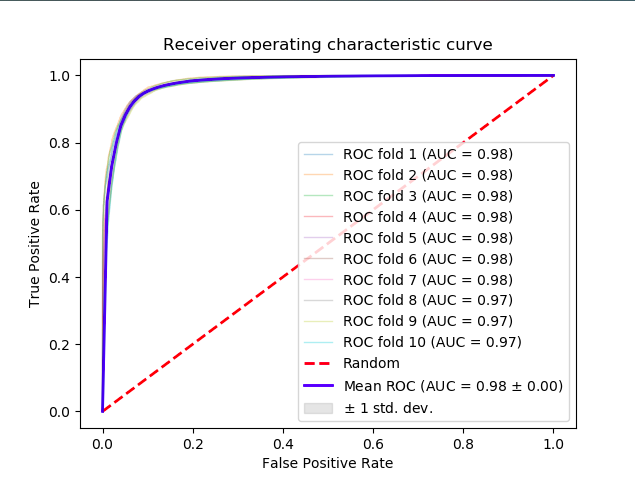 Receiver operating characteristic curve
True Positive Rate
1.0
0.8
0.6
0.4
0.2
0.0
ROC fold 1 (AUC = 0.98)
ROC fold 2 (AUC = 0.98)
ROC fold 3 (AUC = 0.98)
ROC fold 4 (AUC = 0.98)
ROC fold 5 (AUC = 0.98)
ROC fold 6 (AUC = 0.98)
ROC fold 7 (AUC = 0.98)
ROC fold 8 (AUC = 0.97)
ROC fold 9 (AUC = 0.97)
ROC fold 10 (AUC = 0.97)
Random
Mean ROC (AUC = 0.98 ± 0.00)
± 1 std. dev.
0.0 0.2 0.4 0.6 0.8 1.0
False Positive Rate